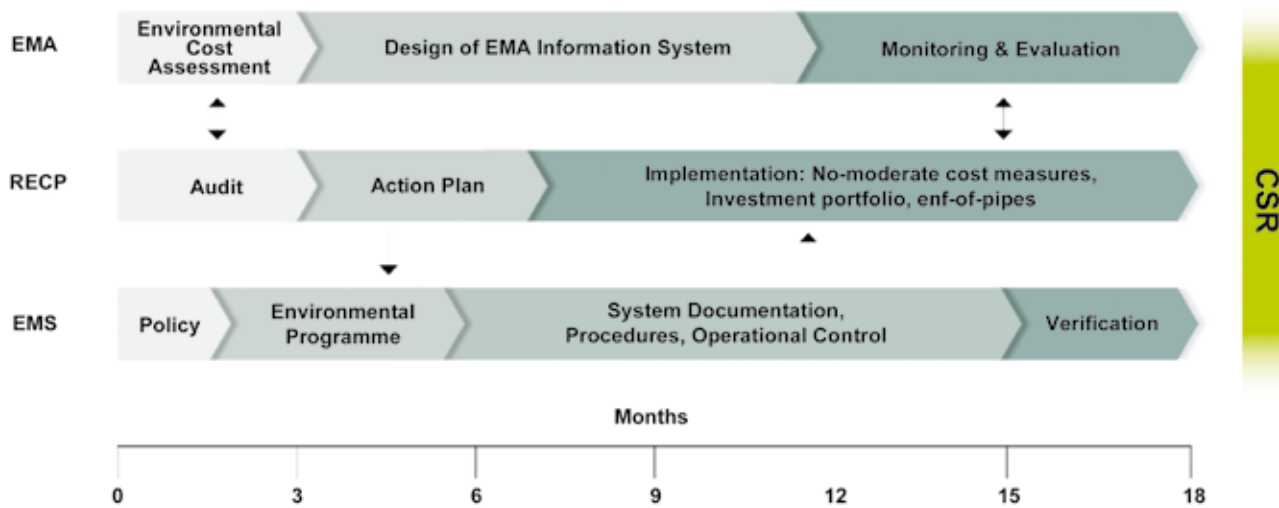 EMA
Environmental
Cost
Assessment
Design of EMA Information System
Monitoring & Evaluation
RECP
Audit
Action Plan
Implementation: No-moderate cost measures,
Investment portfolio, enf-of-pipes
EMS
Policy
Environmental
Programme
System Documentation,
Procedures, Operational Control
Verification
CSR
Months
0 3 6 9 12 15 18